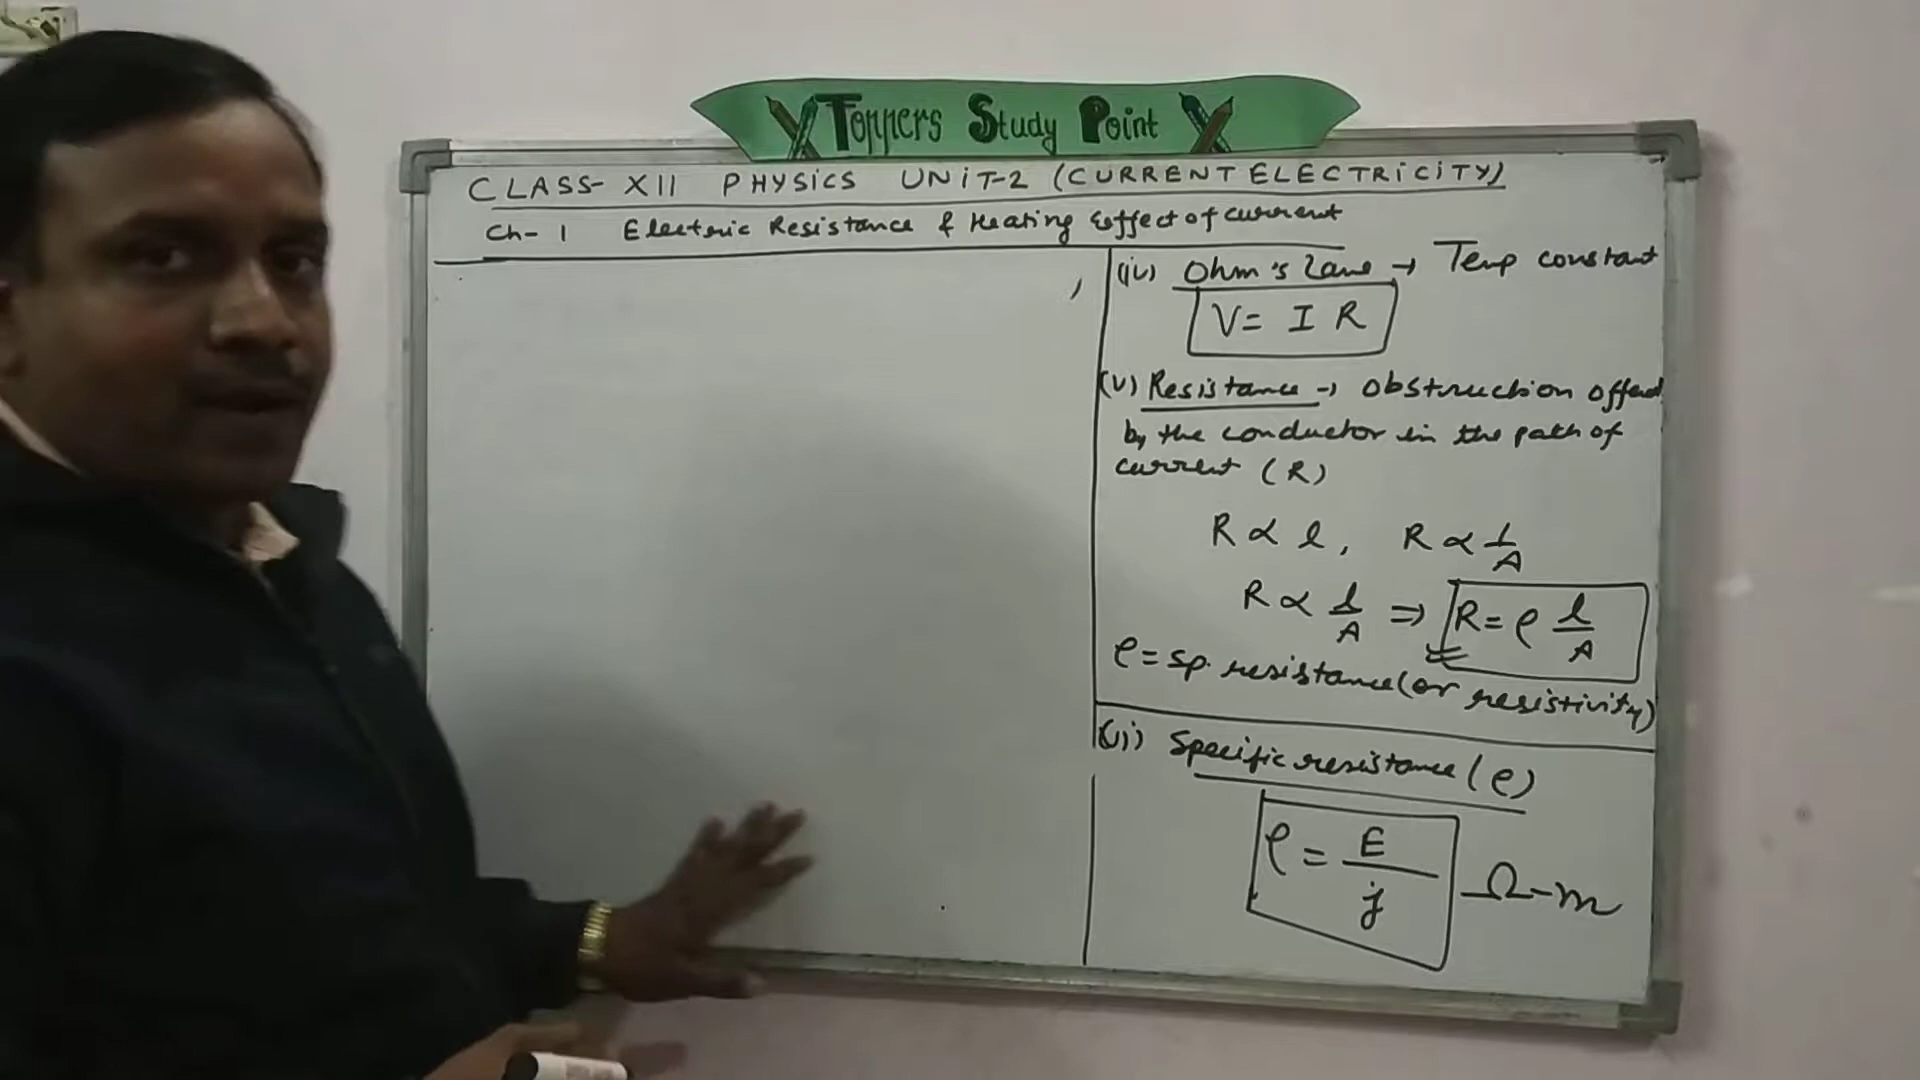 Toppers Study Point
CLASS- XII PHYSICS UNIT-2 (CURRENT ELECTRICITY)
Ch- 1 Electric Resistance & Heating Effect of current
(iv) Ohm's Law → Temp constant
V= I R
(v) Resistance → obstruction offered
by the conductor in the path of
current (R)
R ∝ l, R ∝ 1/A
R ∝ l/A ⇒ R= ρ l/A
ρ = sp. resistance (or resistivity)
(vi) Specific resistance (ρ)
ρ = E/j Ω-m